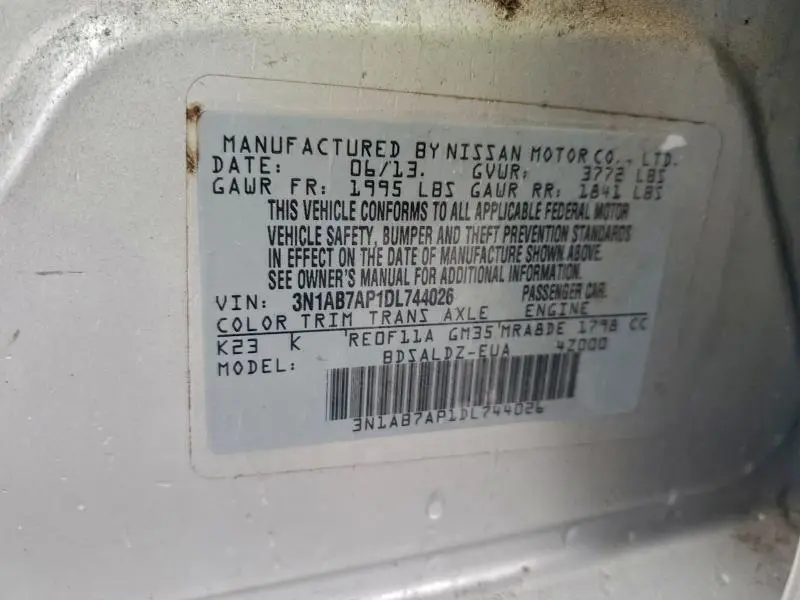 MANUFACTURED BY NISSAN MOTOR CO., LTD.
DATE: 06/13. GVWR: 3772 LBS
GAWR FR: 1995 LBS GAWR RR: 1841 LBS
THIS VEHICLE CONFORMS TO ALL APPLICABLE FEDERAL MOTOR
VEHICLE SAFETY, BUMPER AND THEFT PREVENTION STANDARDS
IN EFFECT ON THE DATE OF MANUFACTURE SHOWN ABOVE.
SEE OWNER'S MANUAL FOR ADDITIONAL INFORMATION.
VIN: 3N1AB7AP1DL744026 PASSENGER CAR
COLOR TRIM TRANS AXLE ENGINE
K23 K RE0F11A GM35 MRA8DE 1798 CC
MODEL: BDSALDZ-EUA 4Z000
3N1AB7AP1DL744026